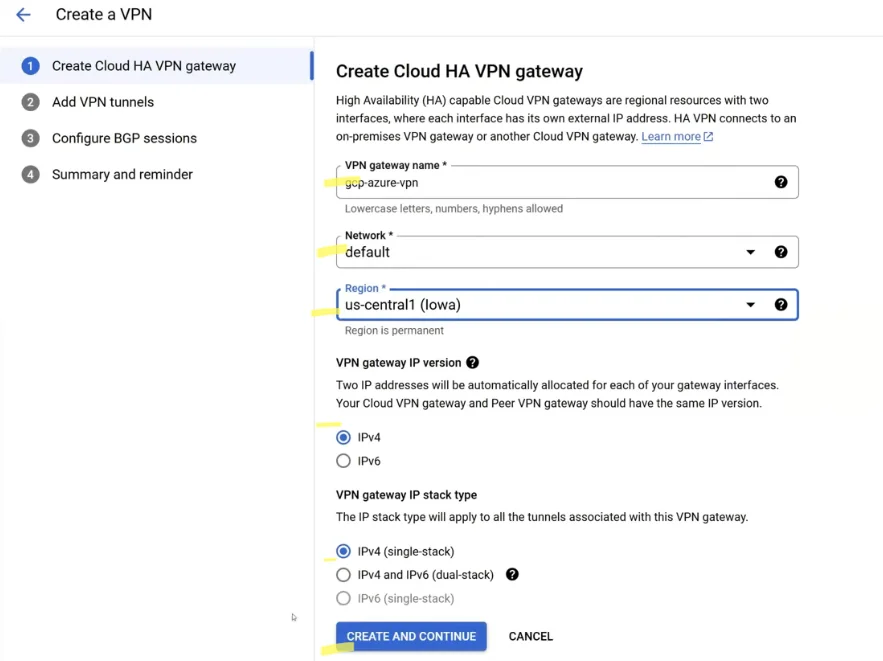 Create a VPN
1 Create Cloud HA VPN gateway
2 Add VPN tunnels
3 Configure BGP sessions
4 Summary and reminder
Create Cloud HA VPN gateway
High Availability (HA) capable Cloud VPN gateways are regional resources with two
interfaces, where each interface has its own external IP address. HA VPN connects to an
on-premises VPN gateway or another Cloud VPN gateway. Learn more
VPN gateway name *
gcp-azure-vpn
Lowercase letters, numbers, hyphens allowed
Network *
default
Region *
us-central1 (Iowa)
Region is permanent
VPN gateway IP version
Two IP addresses will be automatically allocated for each of your gateway interfaces.
Your Cloud VPN gateway and Peer VPN gateway should have the same IP version.
IPv4
IPv6
VPN gateway IP stack type
The IP stack type will apply to all the tunnels associated with this VPN gateway.
IPv4 (single-stack)
IPv4 and IPv6 (dual-stack)
IPv6 (single-stack)
CREATE AND CONTINUE CANCEL